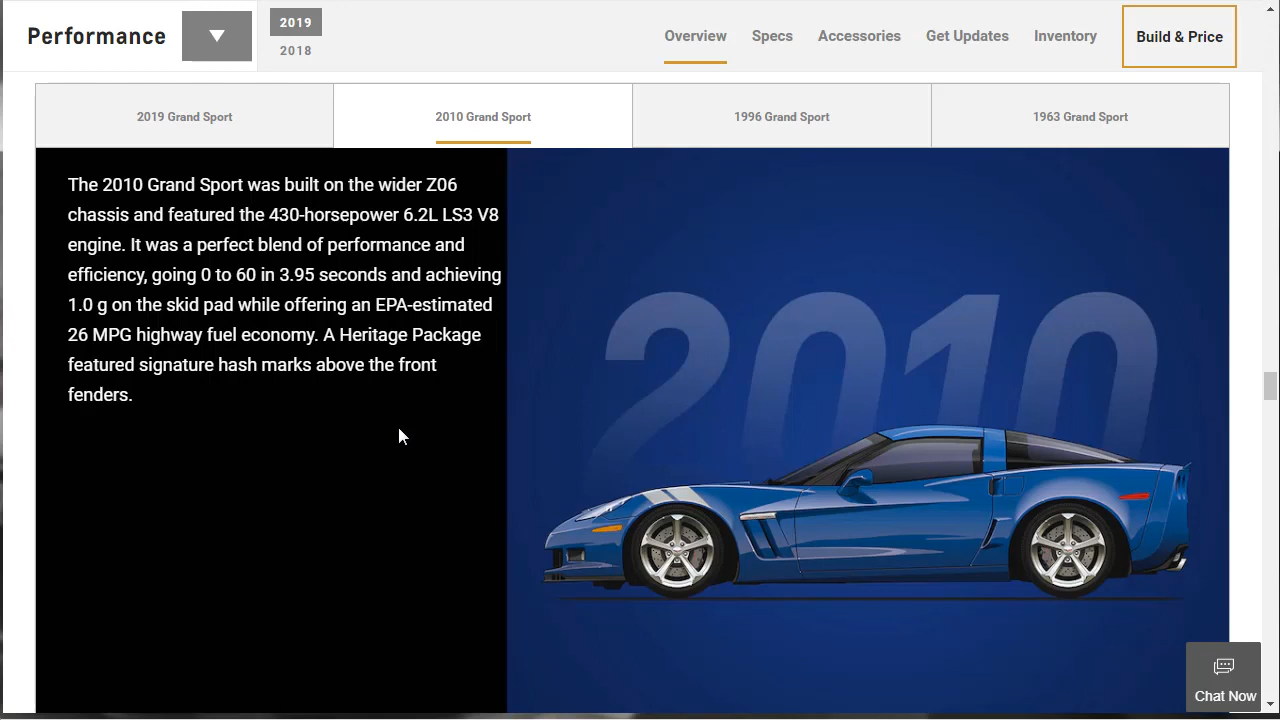 Performance
2019
2018
Overview
Specs
Accessories
Get Updates
Inventory
Build & Price
2019 Grand Sport
2010 Grand Sport
1996 Grand Sport
1963 Grand Sport
The 2010 Grand Sport was built on the wider Z06
chassis and featured the 430-horsepower 6.2L LS3 V8
engine. It was a perfect blend of performance and
efficiency, going 0 to 60 in 3.95 seconds and achieving
1.0 g on the skid pad while offering an EPA-estimated
26 MPG highway fuel economy. A Heritage Package
featured signature hash marks above the front
fenders.
2010
Chat Now